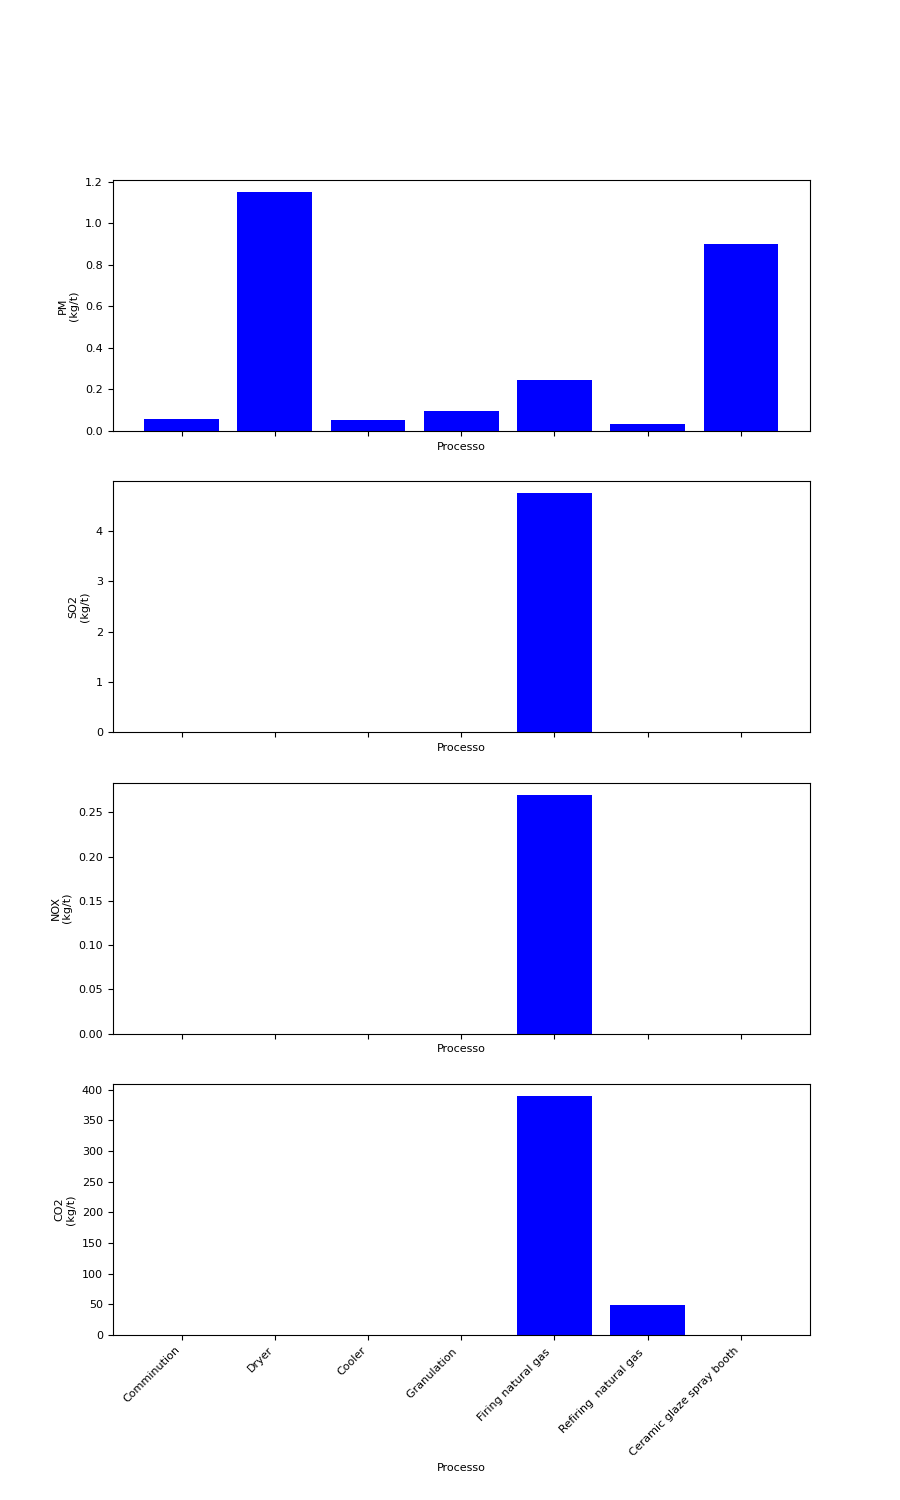 1.2
1.0
0.8
0.6
0.4
0.2
0.0
PM
(kg/t)
Processo
4
3
2
1
0
SO2
(kg/t)
Processo
0.25
0.20
0.15
0.10
0.05
0.00
NOX
(kg/t)
Processo
400
350
300
250
200
150
100
50
0
CO2
(kg/t)
Comminution
Dryer
Cooler
Granulation
Firing natural gas
Refiring  natural gas
Ceramic glaze spray booth
Processo